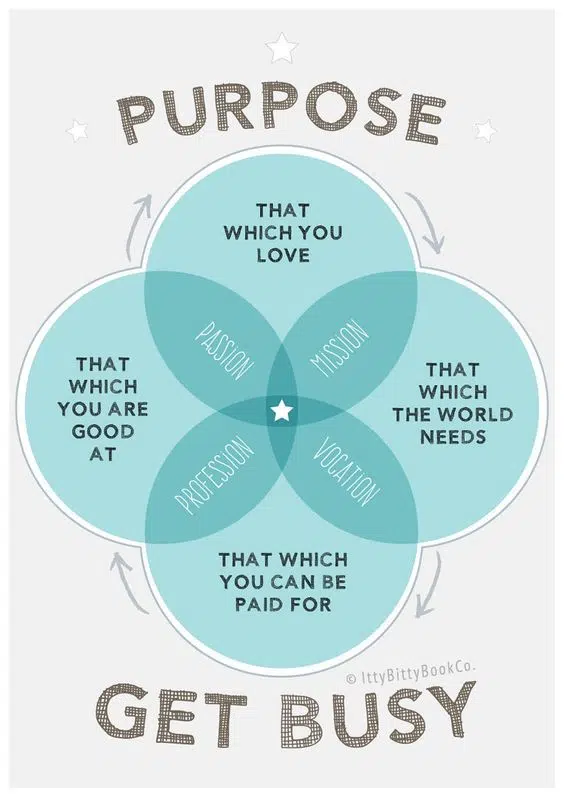 PURPOSE
THAT
WHICH YOU
LOVE
PASSION
MISSION
THAT
WHICH
YOU ARE
GOOD
AT
THAT
WHICH
THE WORLD
NEEDS
PROFESSION
VOCATION
THAT WHICH
YOU CAN BE
PAID FOR
© IttyBittyBookCo.
GET BUSY